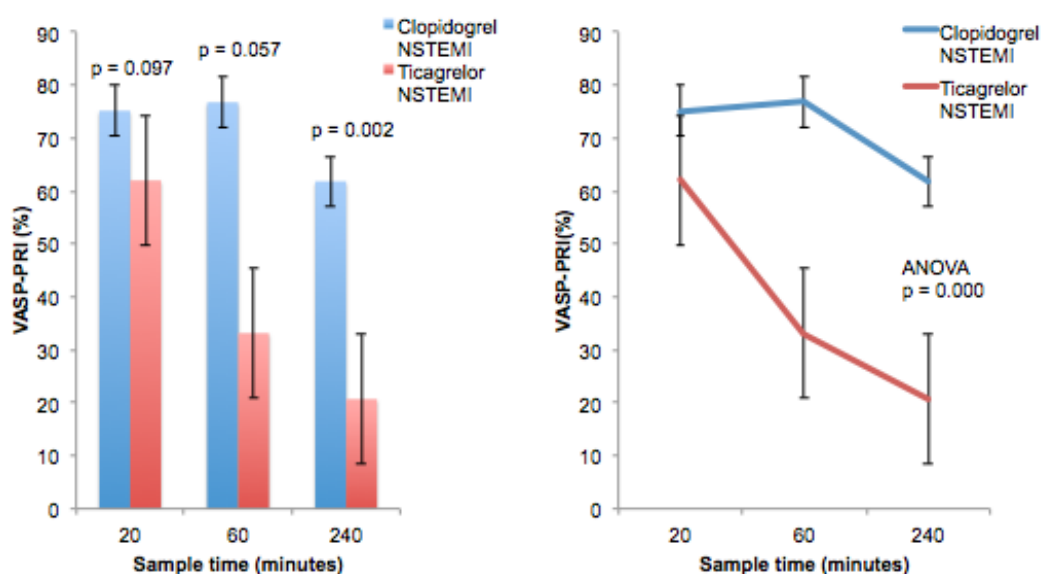 Clopidogrel
NSTEMI
Ticagrelor
NSTEMI
p = 0.097
p = 0.057
p = 0.002
90
80
70
60
50
40
30
20
10
0
VASP-PRI (%)
20
60
240
Sample time (minutes)
Clopidogrel
NSTEMI
Ticagrelor
NSTEMI
ANOVA
p = 0.000
90
80
70
60
50
40
30
20
10
0
VASP-PRI(%)
20
60
240
Sample time (minutes)